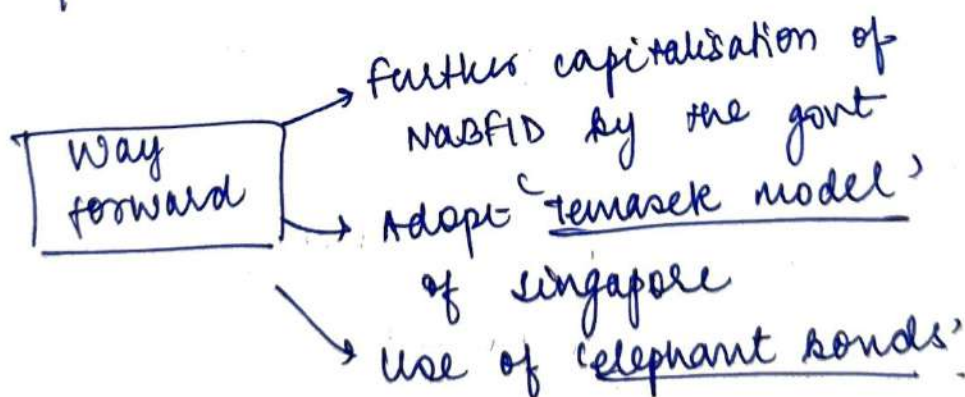 Way
forward
Further capitalisation of
NABFID by the govt
Adopt 'temasek model'
of singapore
Use of 'elephant bonds'.